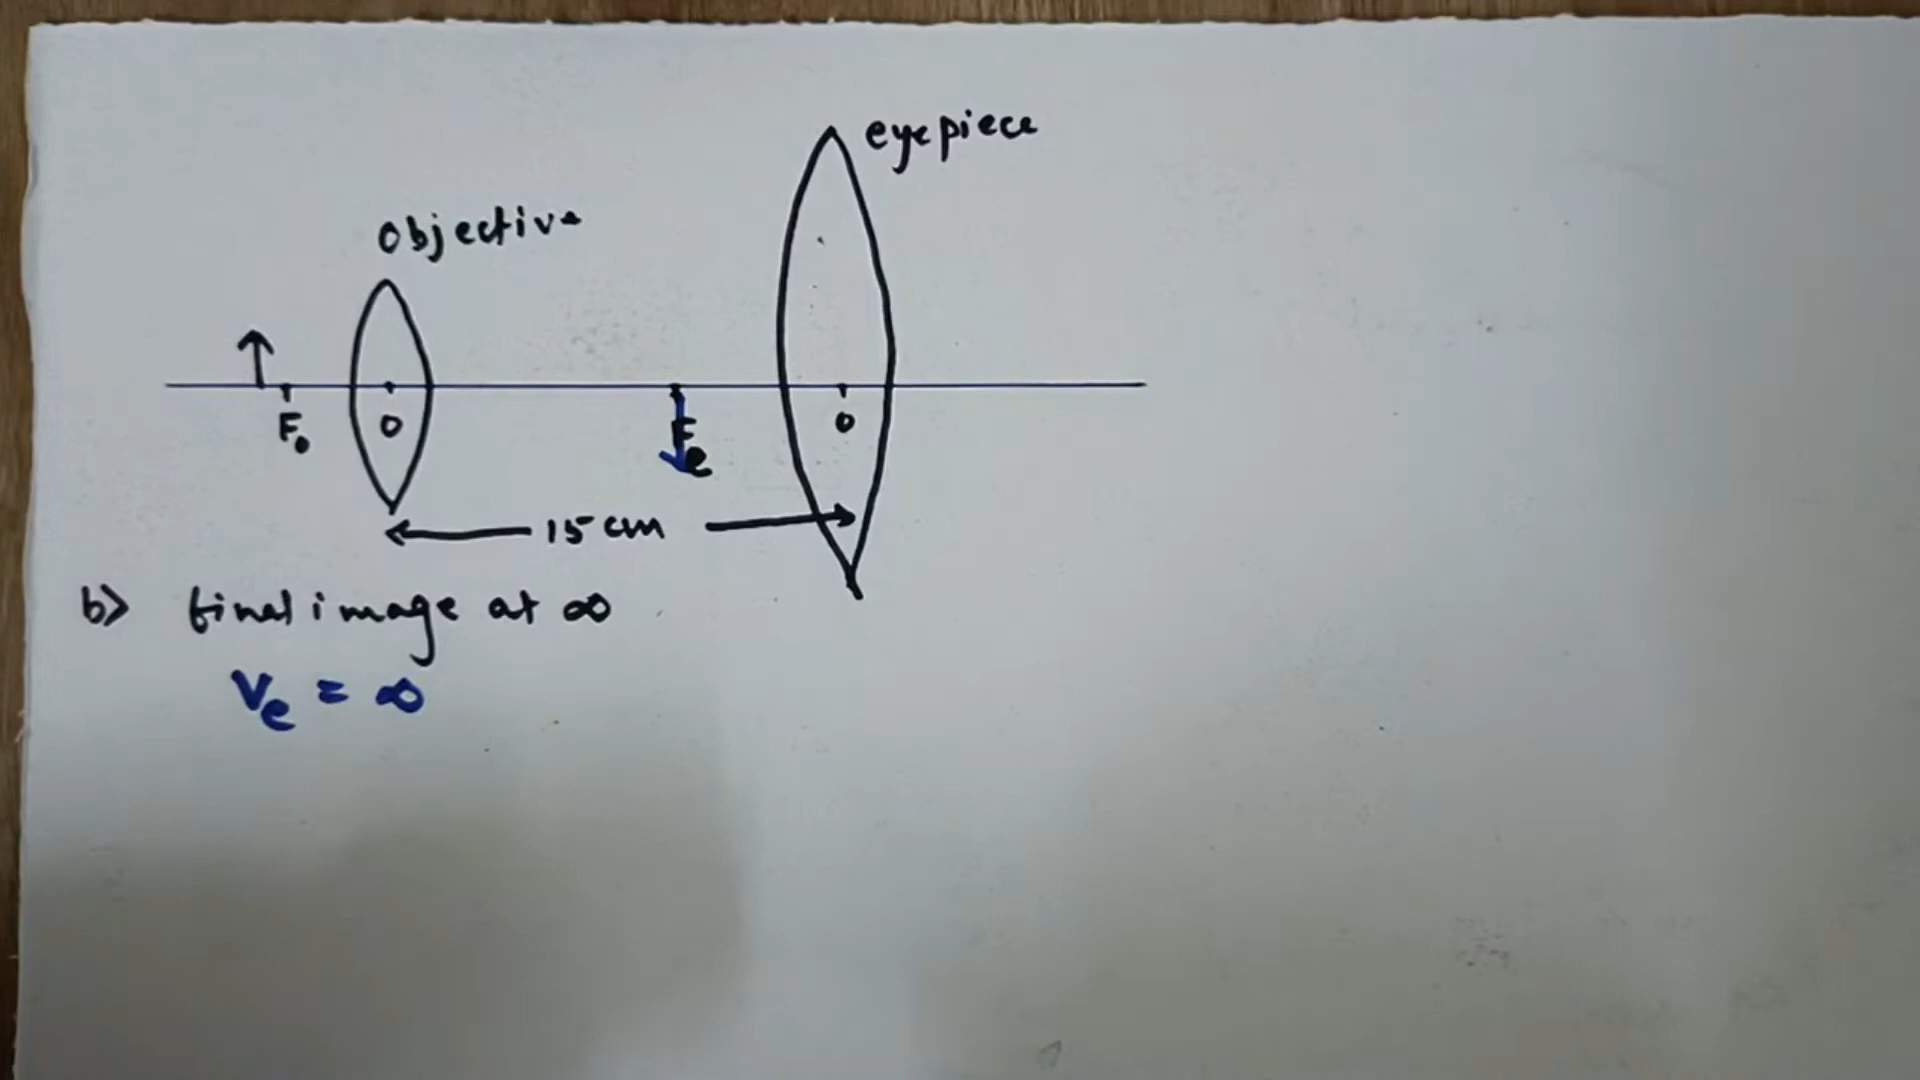 eyepiece
objective
F₀ O Fe O
15 cm
b) final image at ∞
Ve = ∞